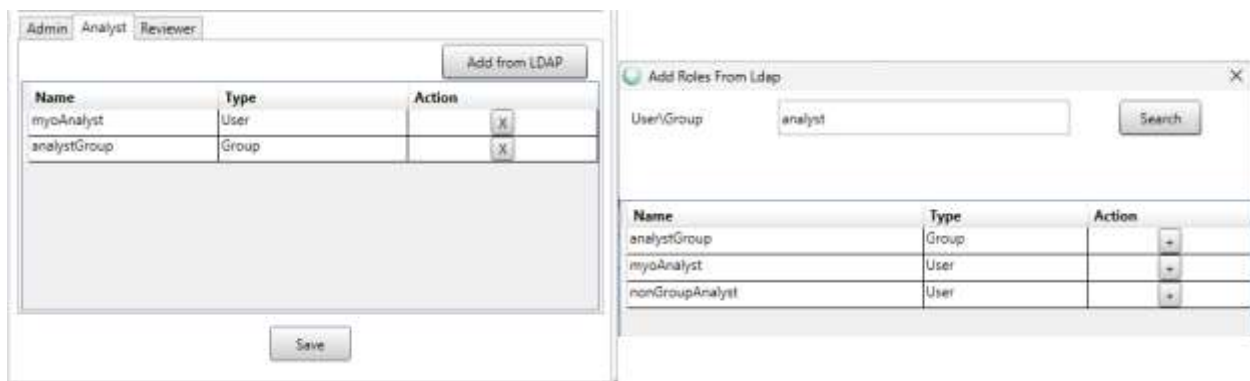 Admin Analyst Reviewer
Add from LDAP
Name Type Action
myoAnalyst User X
analystGroup Group X
Save
Add Roles From Ldap
User\Group analyst Search
Name Type Action
analystGroup Group +
myoAnalyst User +
nonGroupAnalyst User +